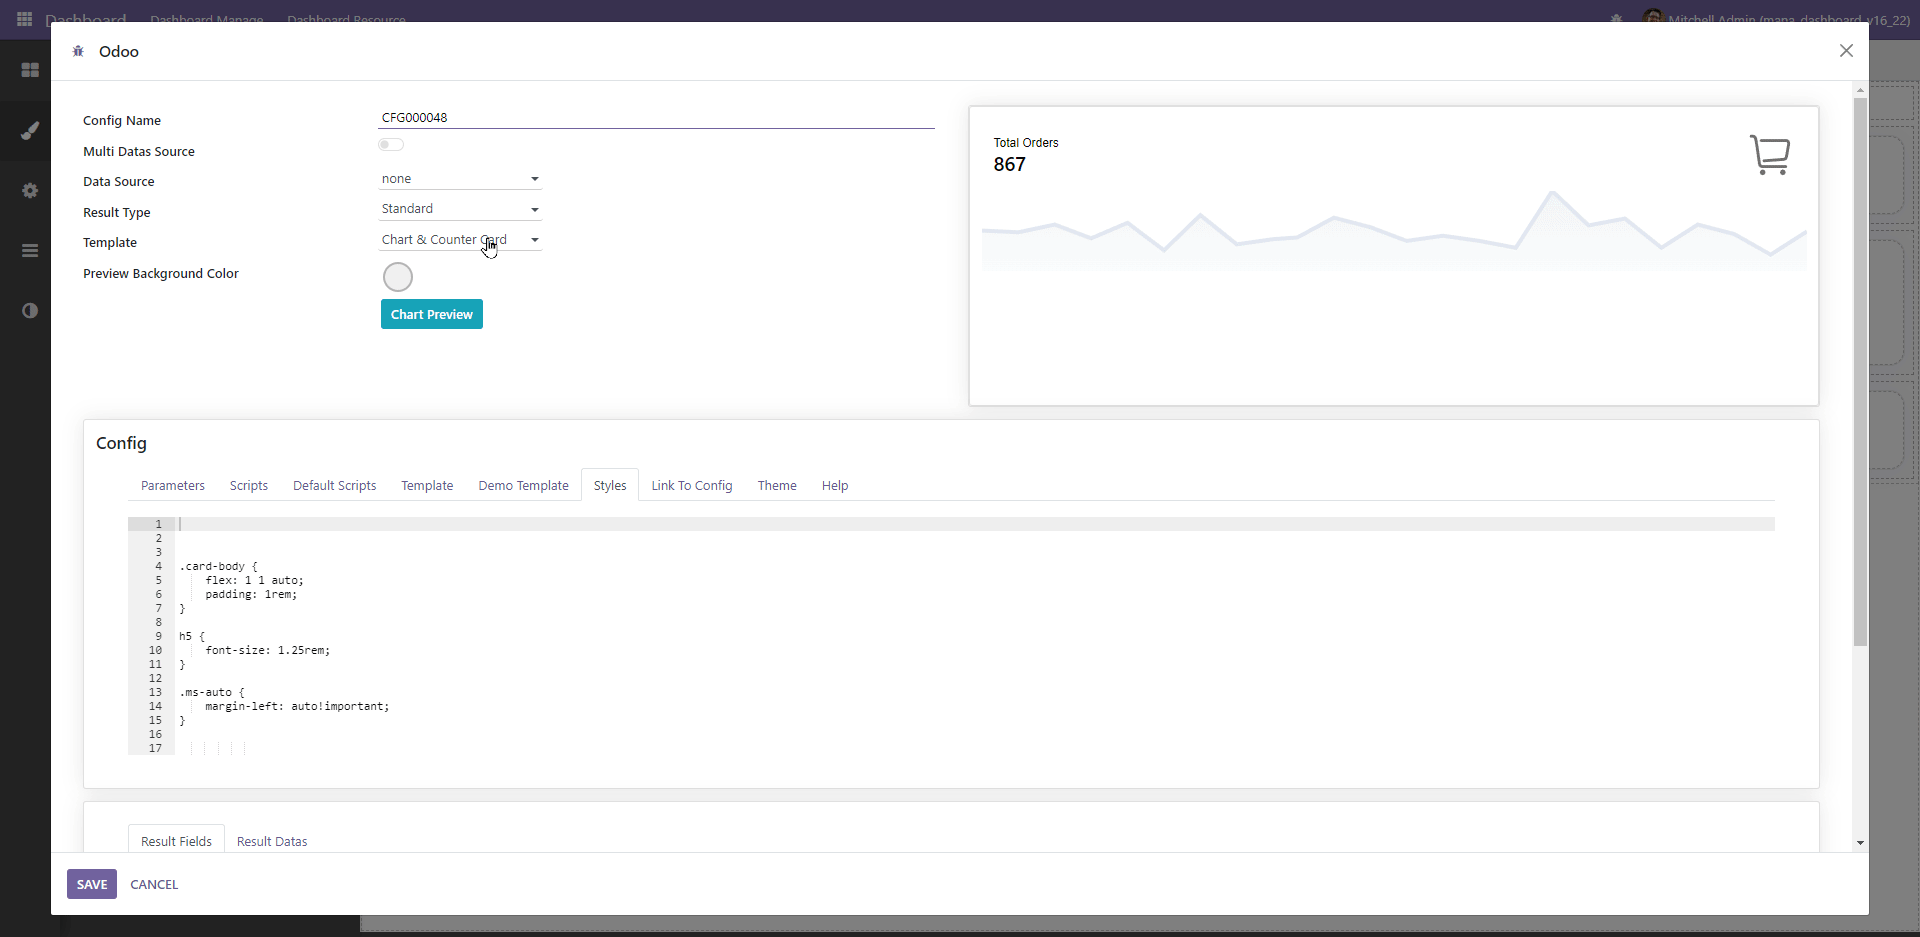 Dashboard Dashboard Manage Dashboard Resource Mitchell Admin (mana_dashboard_v16_22)
Odoo
Config Name CFG000048
Multi Datas Source
Data Source none
Result Type Standard
Template Chart & Counter Card
Preview Background Color
Chart Preview
Total Orders
867
Config
Parameters Scripts Default Scripts Template Demo Template Styles Link To Config Theme Help
1
2
3
4 .card-body {
5 flex: 1 1 auto;
6 padding: 1rem;
7 }
8
9 h5 {
10 font-size: 1.25rem;
11 }
12
13 .ms-auto {
14 margin-left: auto!important;
15 }
16
17
Result Fields Result Datas
SAVE CANCEL